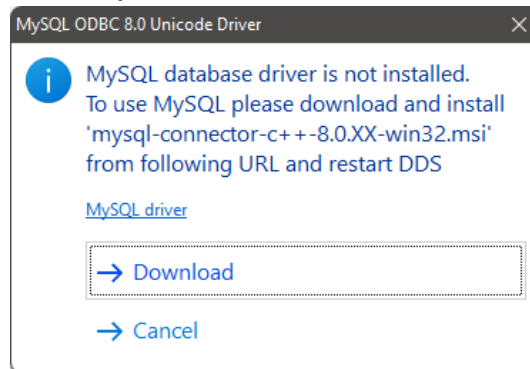 MySQL ODBC 8.0 Unicode Driver
MySQL database driver is not installed.
To use MySQL please download and install
'mysql-connector-c++-8.0.XX-win32.msi'
from following URL and restart DDS
MySQL driver
Download
Cancel